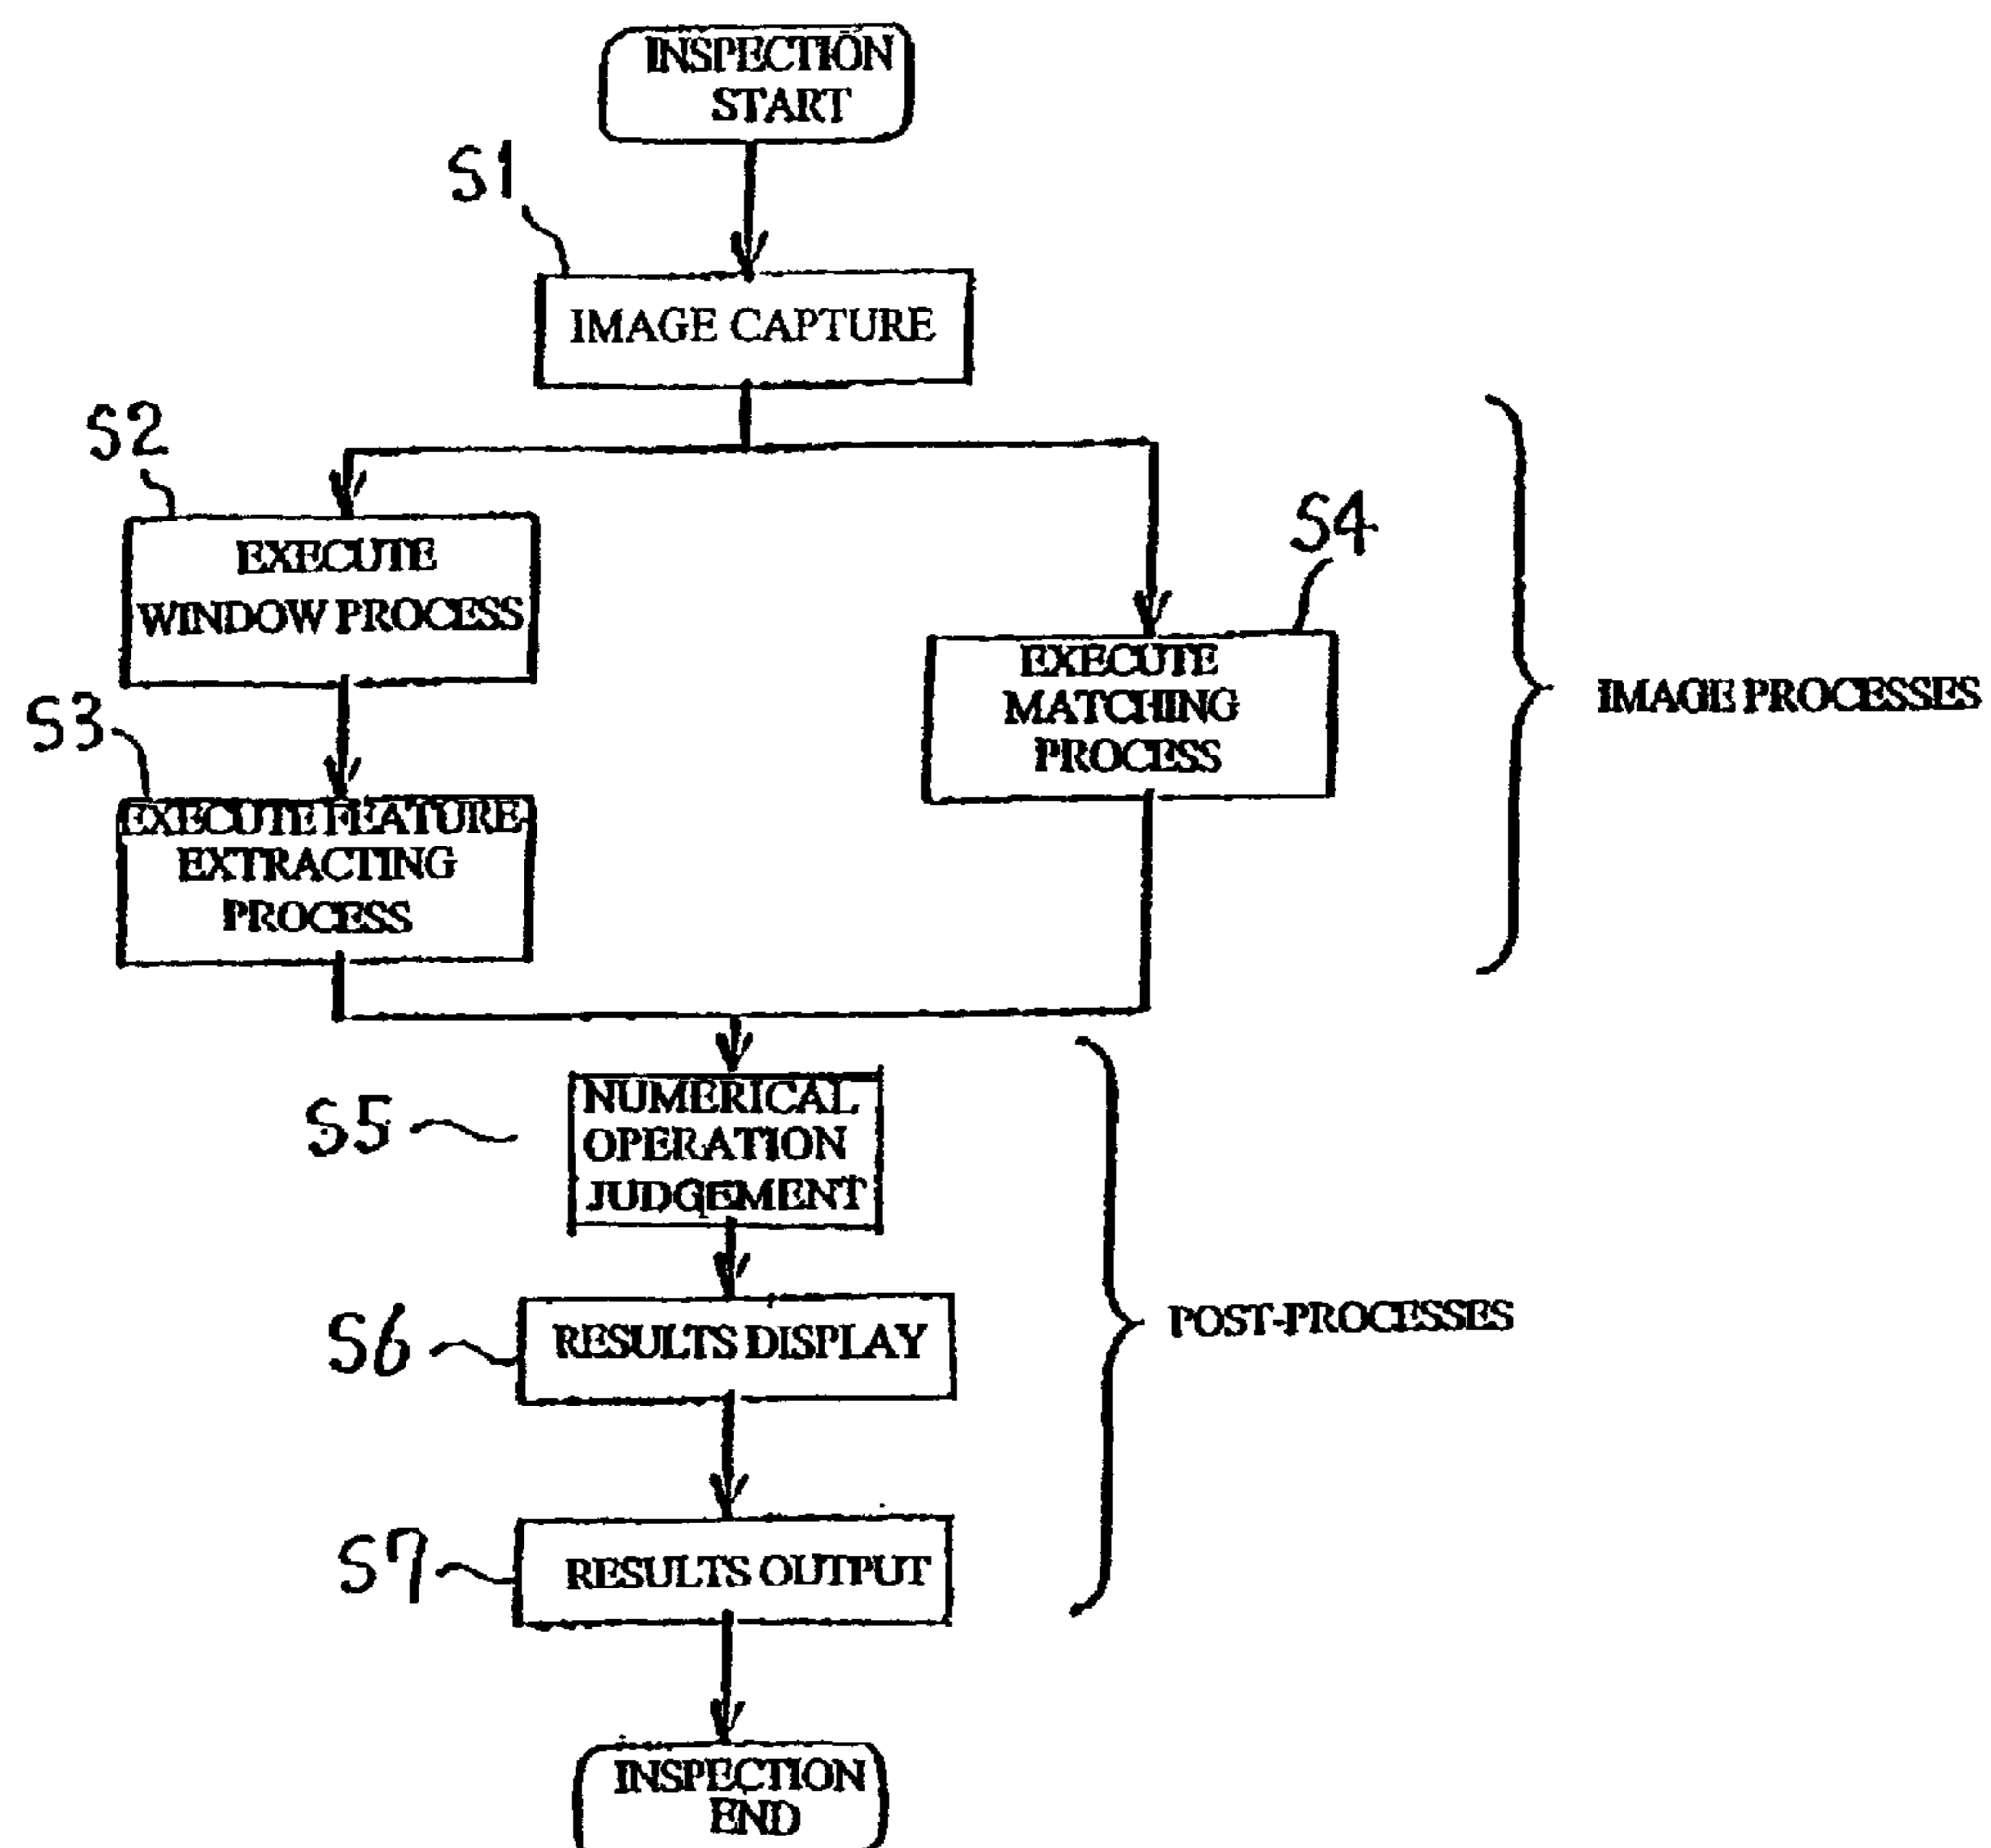 INSPECTION
START
S1
IMAGE CAPTURE
S2
EXECUTE
WINDOW PROCESS
S4
EXECUTE
MATCHING
PROCESS
IMAGE PROCESSES
S3
EXECUTE FEATURE
EXTRACTING
PROCESS
S5
NUMERICAL
OPERATION
JUDGEMENT
S6
RESULTS DISPLAY
POST-PROCESSES
S7
RESULTS OUTPUT
INSPECTION
END